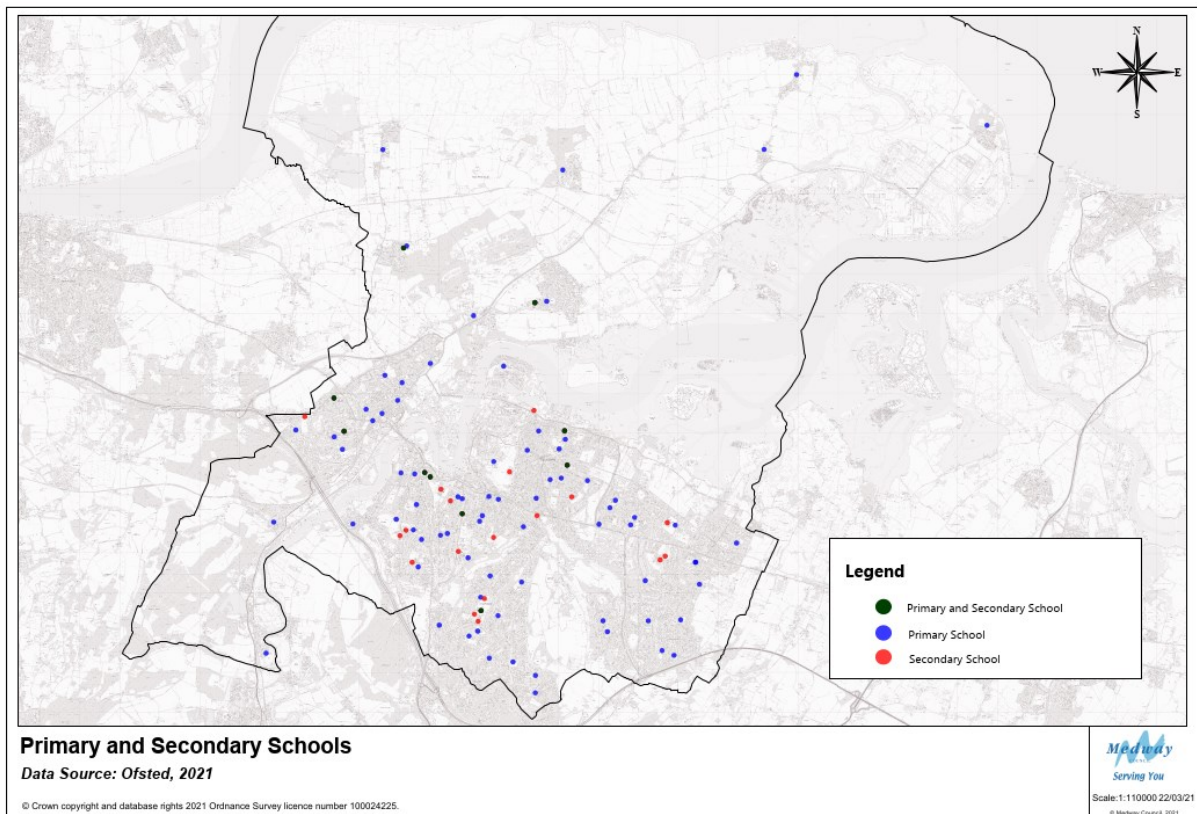 N
W E
S
Legend
Primary and Secondary School
Primary School
Secondary School
Primary and Secondary Schools
Data Source: Ofsted, 2021
© Crown copyright and database rights 2021 Ordnance Survey licence number 100024225.
Medway
COUNCIL
Serving You
Scale:1:110000 22/03/21
© Medway Council, 2021